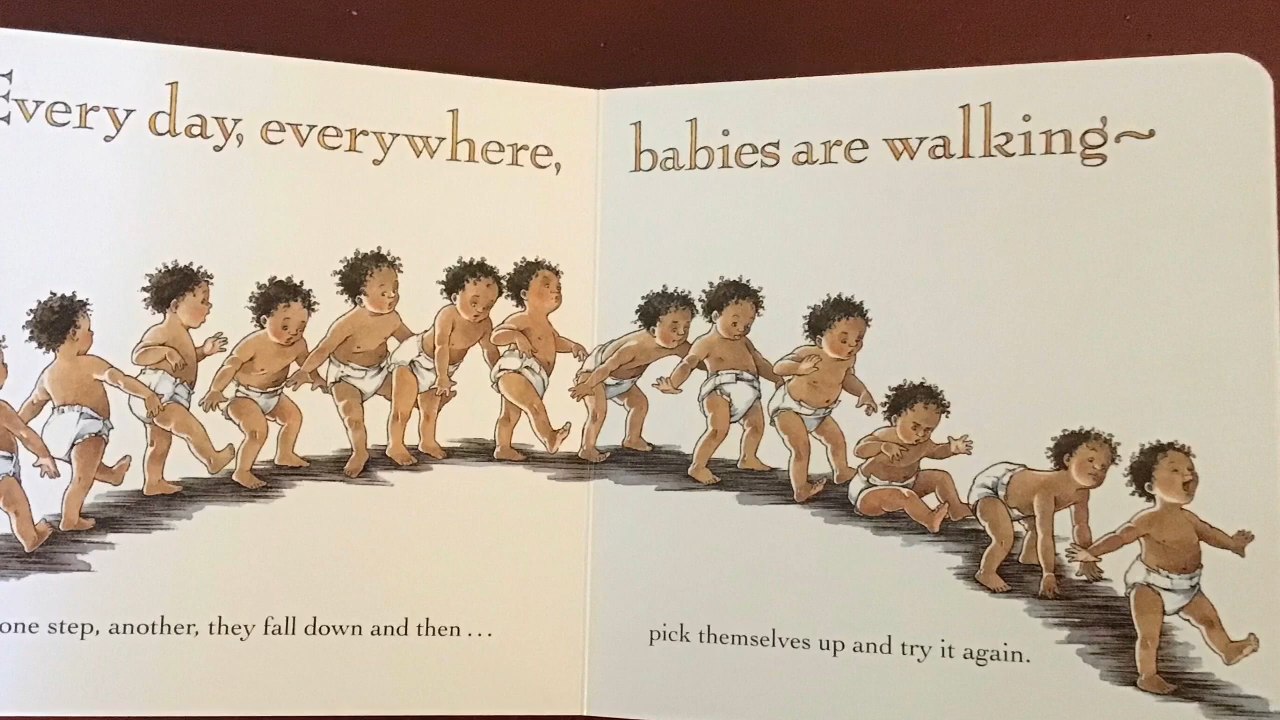 Every day, everywhere,
babies are walking~
one step, another, they fall down and then ...
pick themselves up and try it again.